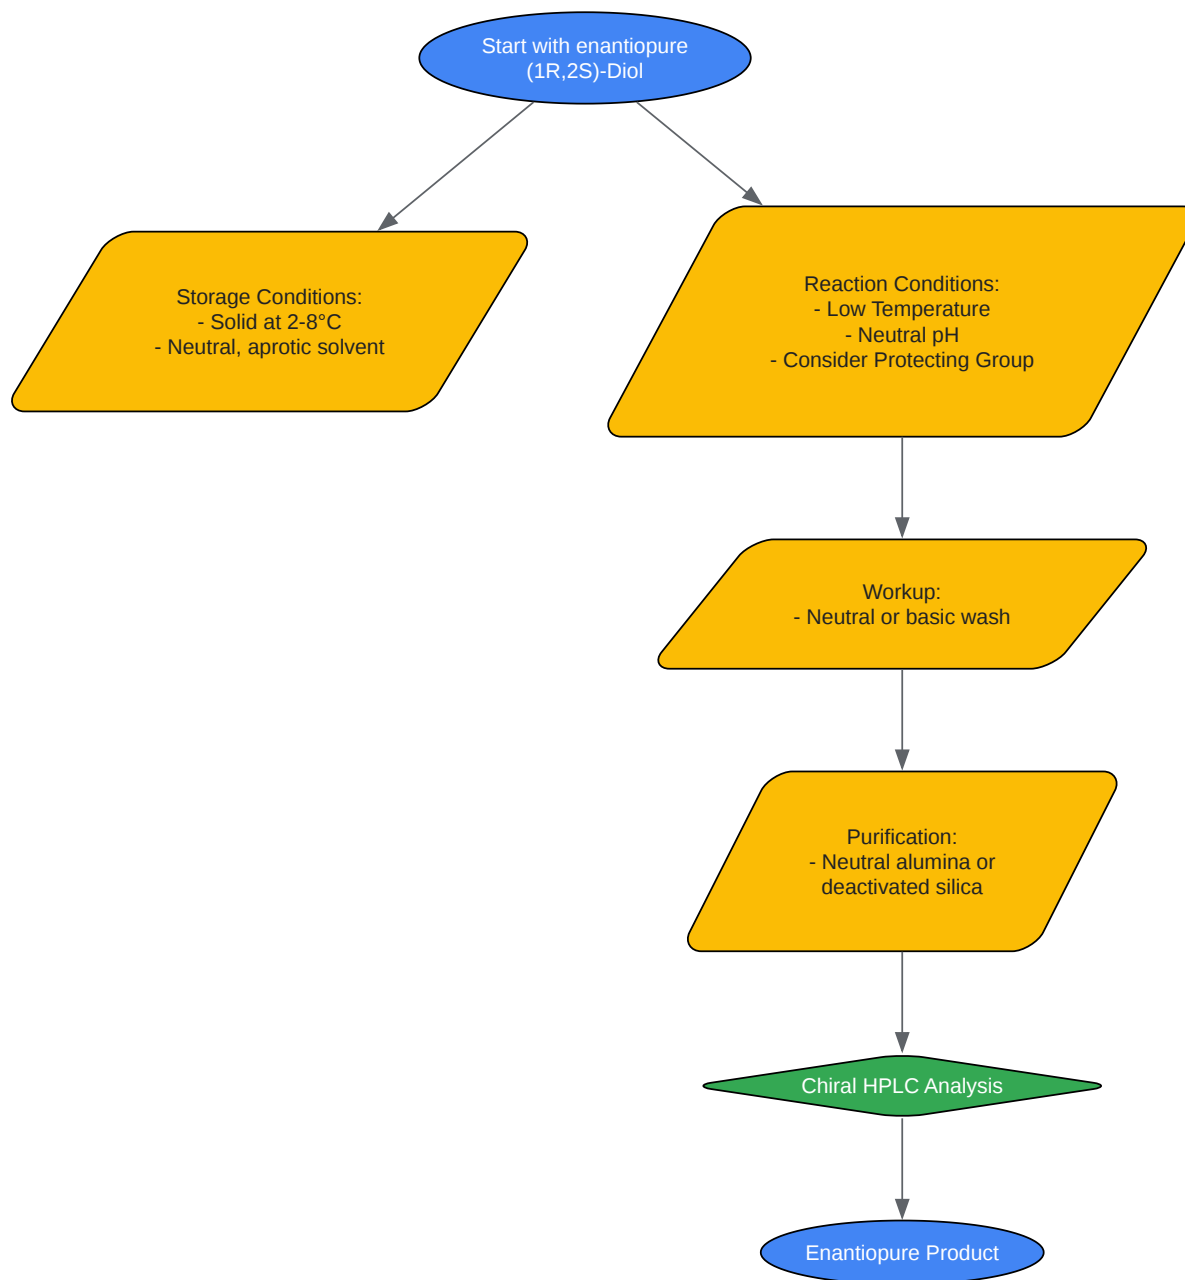 Start with enantiopure
(1R,2S)-Diol
Storage Conditions:
- Solid at 2-8°C
- Neutral, aprotic solvent
Reaction Conditions:
- Low Temperature
- Neutral pH
- Consider Protecting Group
Workup:
- Neutral or basic wash
Purification:
- Neutral alumina or
deactivated silica
Chiral HPLC Analysis
Enantiopure Product